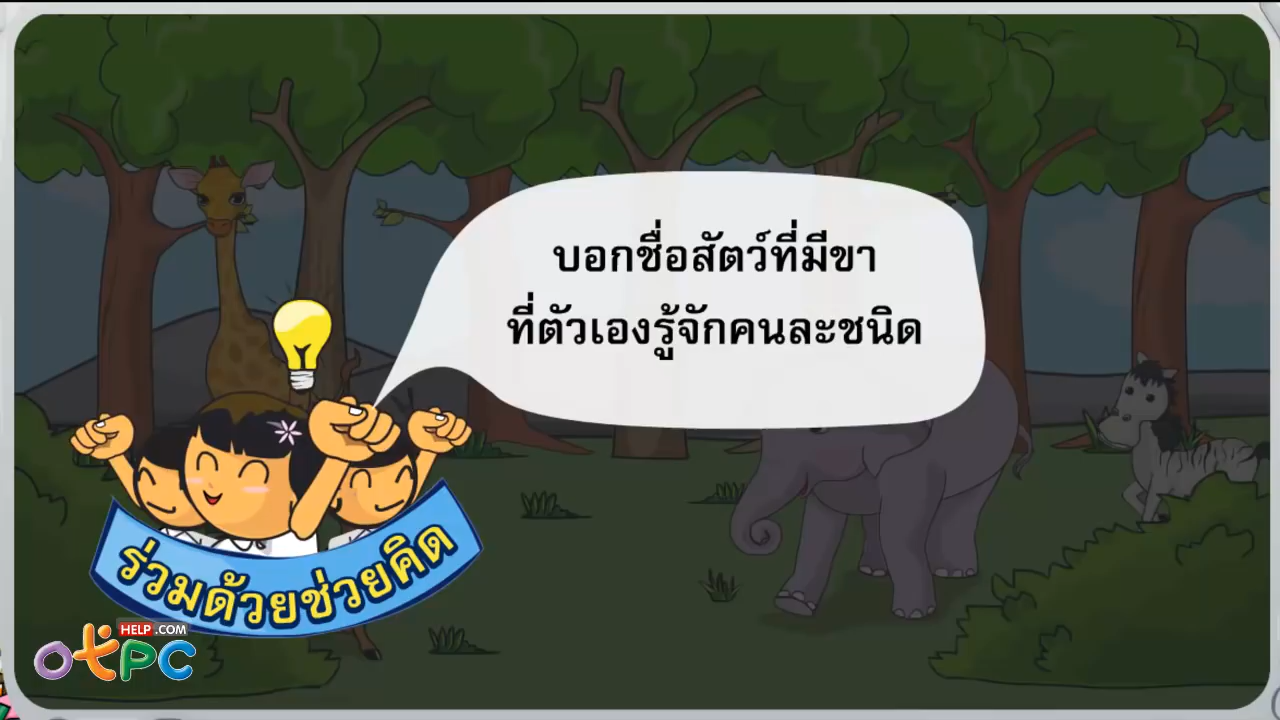 บอกชื่อสัตว์ที่มีขา
ที่ตัวเองรู้จักคนละชนิด
ร่วมด้วยช่วยคิด
HELP.COM
OTPC